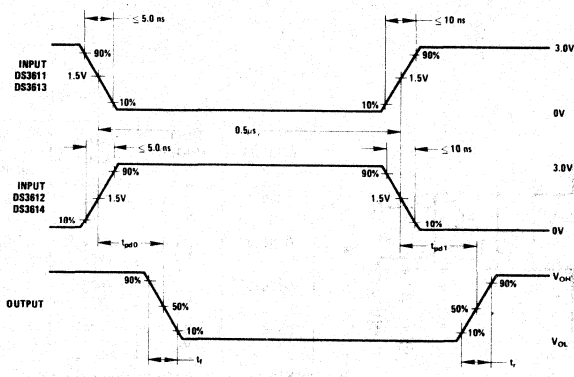 ≤ 5.0 ns
≤ 10 ns
90%
90%
3.0V
INPUT
DS3611
DS3613
1.5V
1.5V
10%
10%
0V
0.5μs
≤ 5.0 ns
≤ 10 ns
90%
90%
3.0V
INPUT
DS3612
DS3614
1.5V
1.5V
10%
10%
0V
tpd0
tpd1
90%
90%
VOH
OUTPUT
50%
50%
10%
10%
VOL
tf
tr